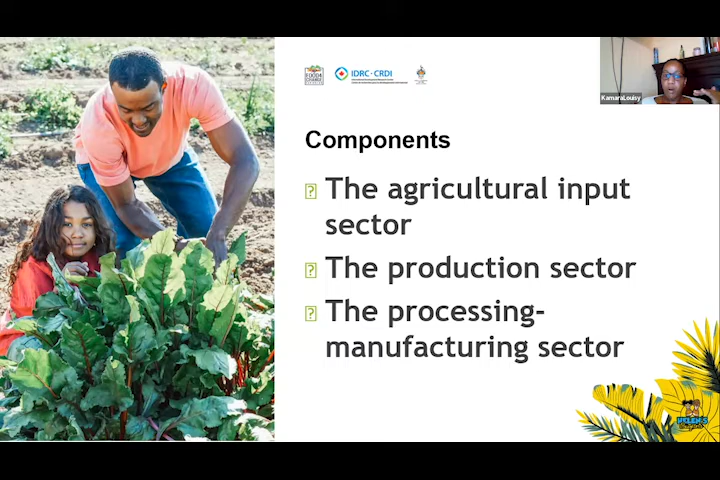 IDRC · CRDI
KamaraLouisy
Components
The agricultural input
sector
The production sector
The processing-
manufacturing sector